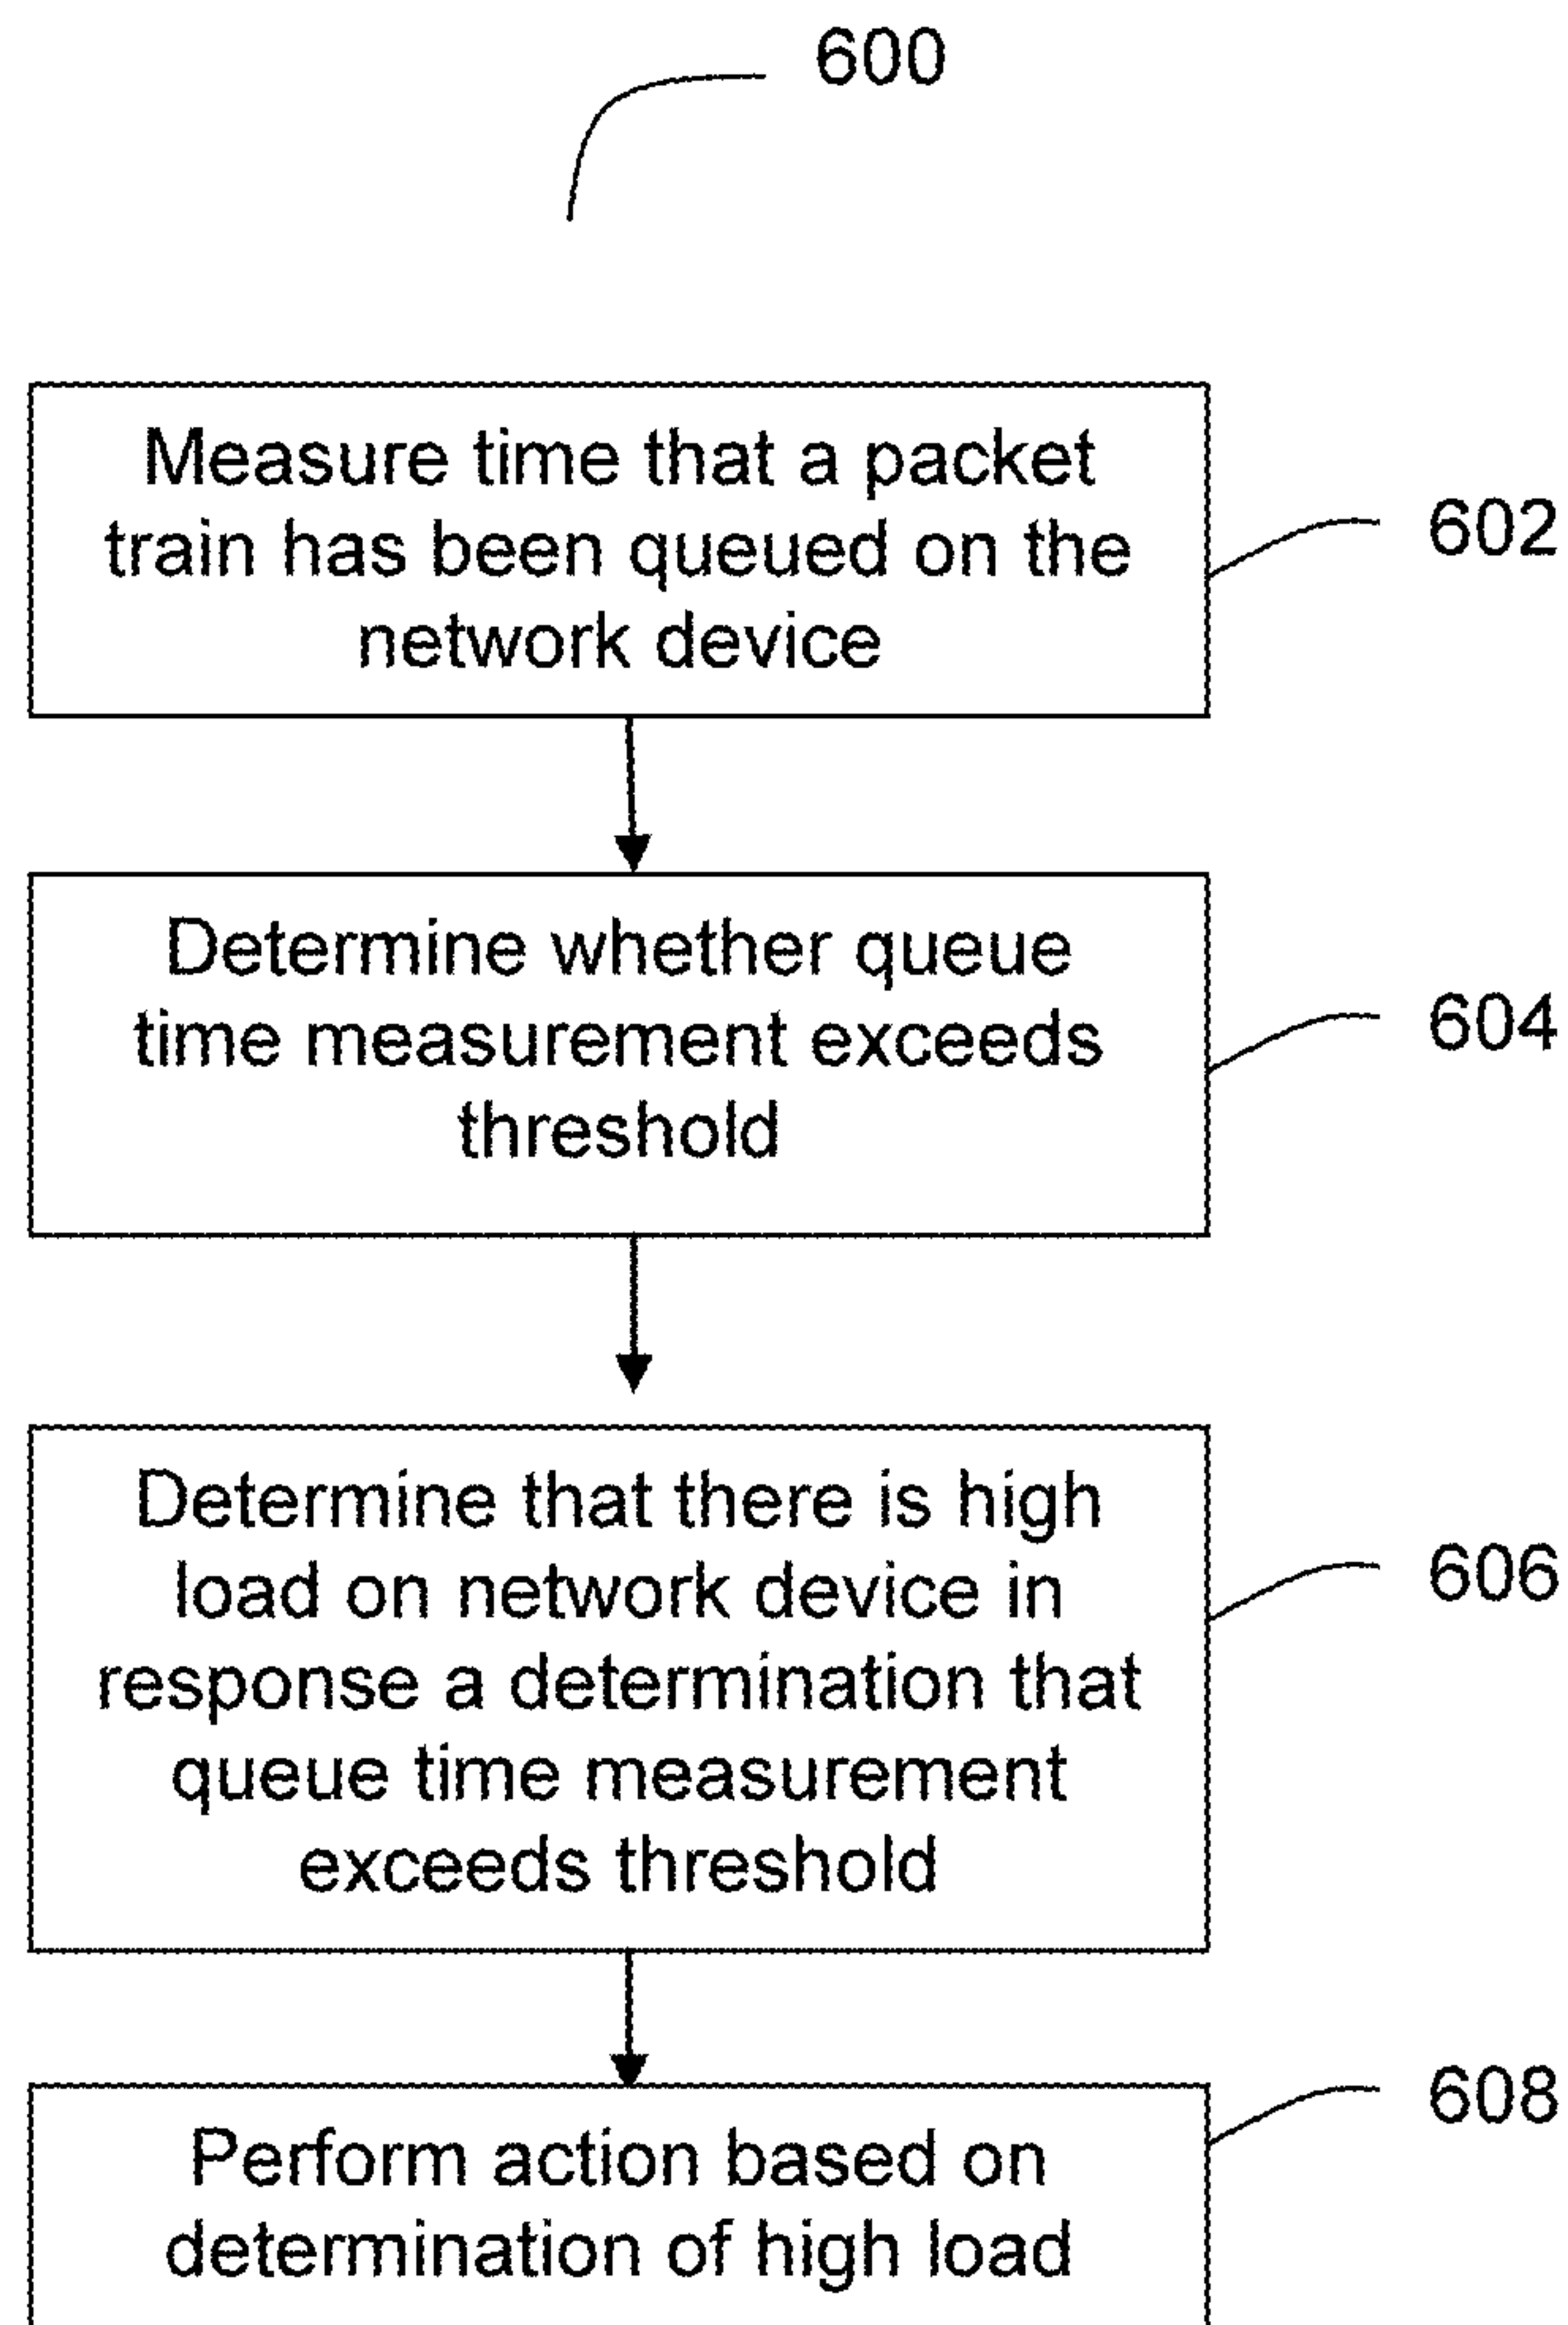 600
Measure time that a packet
train has been queued on the
network device
602
Determine whether queue
time measurement exceeds
threshold
604
Determine that there is high
load on network device in
response a determination that
queue time measurement
exceeds threshold
606
Perform action based on
determination of high load
608